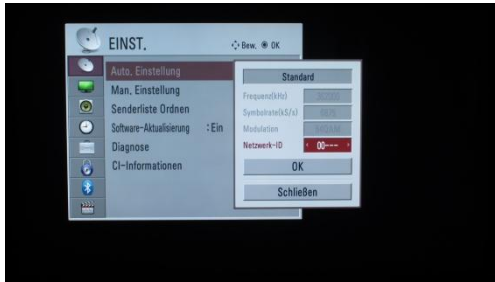 EINST.
Bew. OK
Auto. Einstellung
Man. Einstellung
Senderliste Ordnen
Software-Aktualisierung : Ein
Diagnose
CI-Informationen
Standard
Frequenz(kHz)
Symbolrate(kS/s)
Modulation
Netzwerk-ID 00----
OK
Schließen